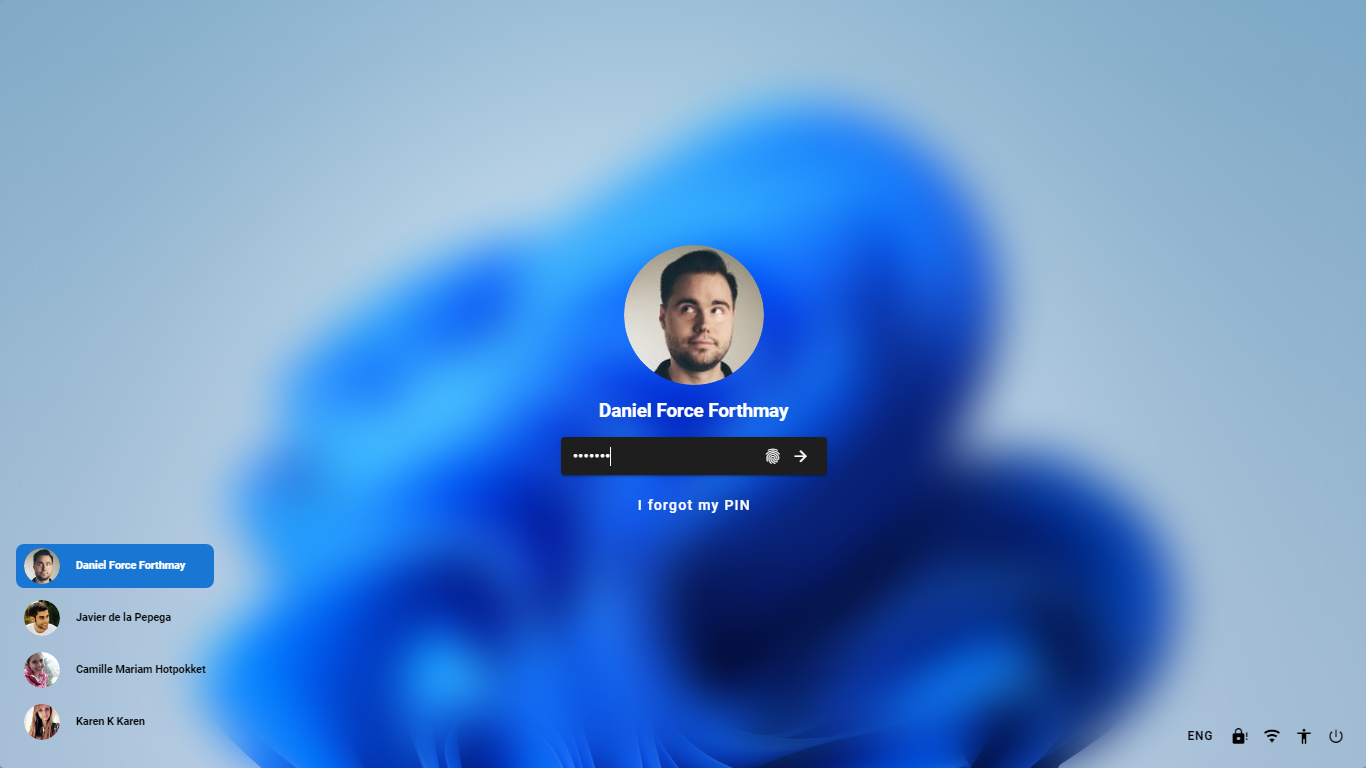 Daniel Force Forthmay
•••••••
I forgot my PIN
Daniel Force Forthmay
Javier de la Pepega
Camille Mariam Hotpokket
Karen K Karen
ENG